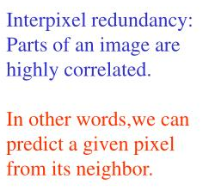 Interpixel redundancy:
Parts of an image are
highly correlated.
In other words,we can
predict a given pixel
from its neighbor.